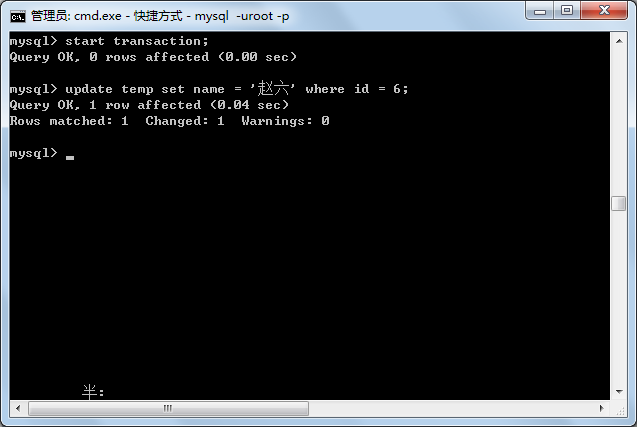 管理员: cmd.exe - 快捷方式 - mysql  -uroot -p
mysql> start transaction;
Query OK, 0 rows affected (0.00 sec)
mysql> update temp set name = '赵六' where id = 6;
Query OK, 1 row affected (0.04 sec)
Rows matched: 1  Changed: 1  Warnings: 0
mysql>
半: